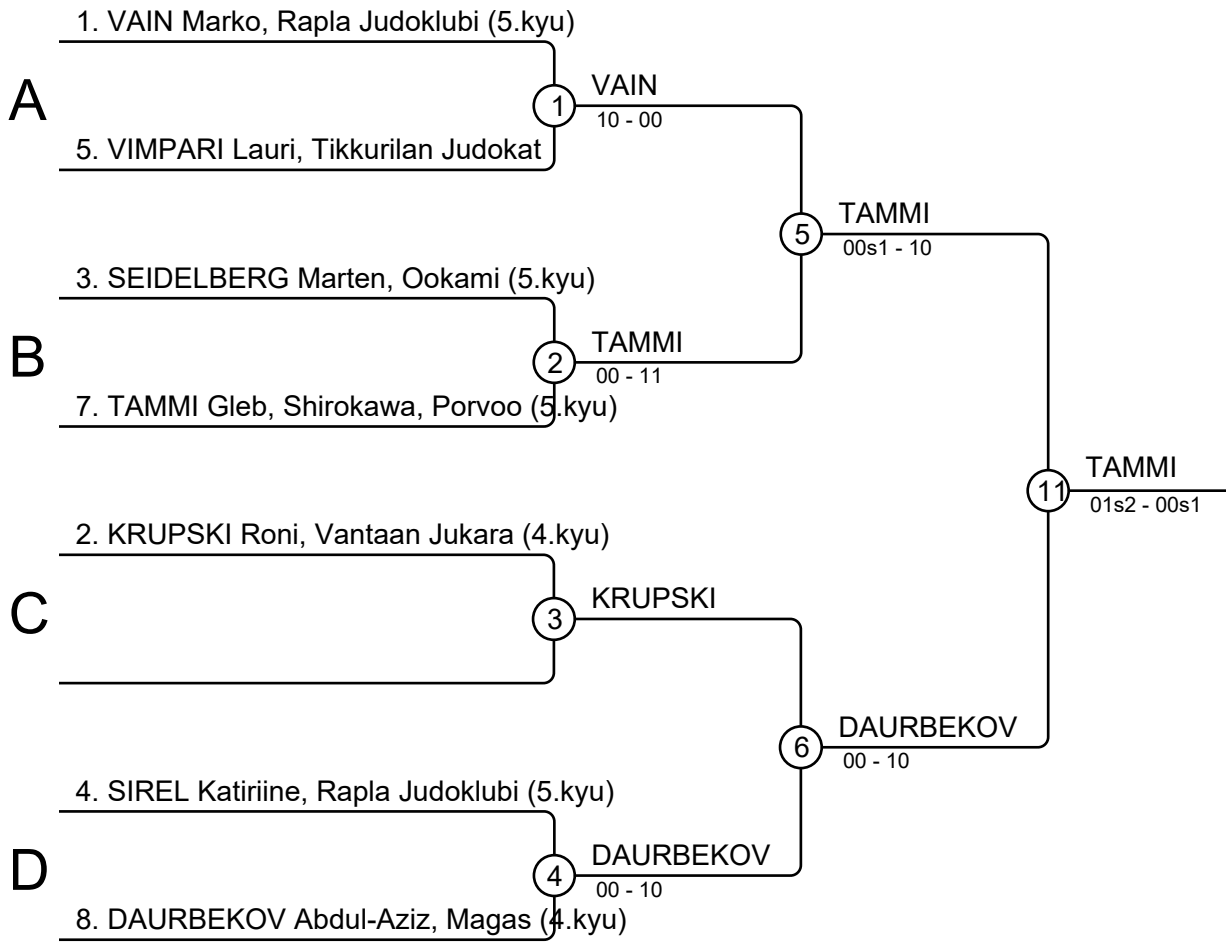 1. VAIN Marko, Rapla Judoklubi (5.kyu)
A
1
VAIN
10 - 00
5. VIMPARI Lauri, Tikkurilan Judokat
5
TAMMI
00s1 - 10
3. SEIDELBERG Marten, Ookami (5.kyu)
B
2
TAMMI
00 - 11
7. TAMMI Gleb, Shirokawa, Porvoo (5.kyu)
11
TAMMI
01s2 - 00s1
2. KRUPSKI Roni, Vantaan Jukara (4.kyu)
C
3
KRUPSKI
6
DAURBEKOV
00 - 10
4. SIREL Katiriine, Rapla Judoklubi (5.kyu)
D
4
DAURBEKOV
00 - 10
8. DAURBEKOV Abdul-Aziz, Magas (4.kyu)